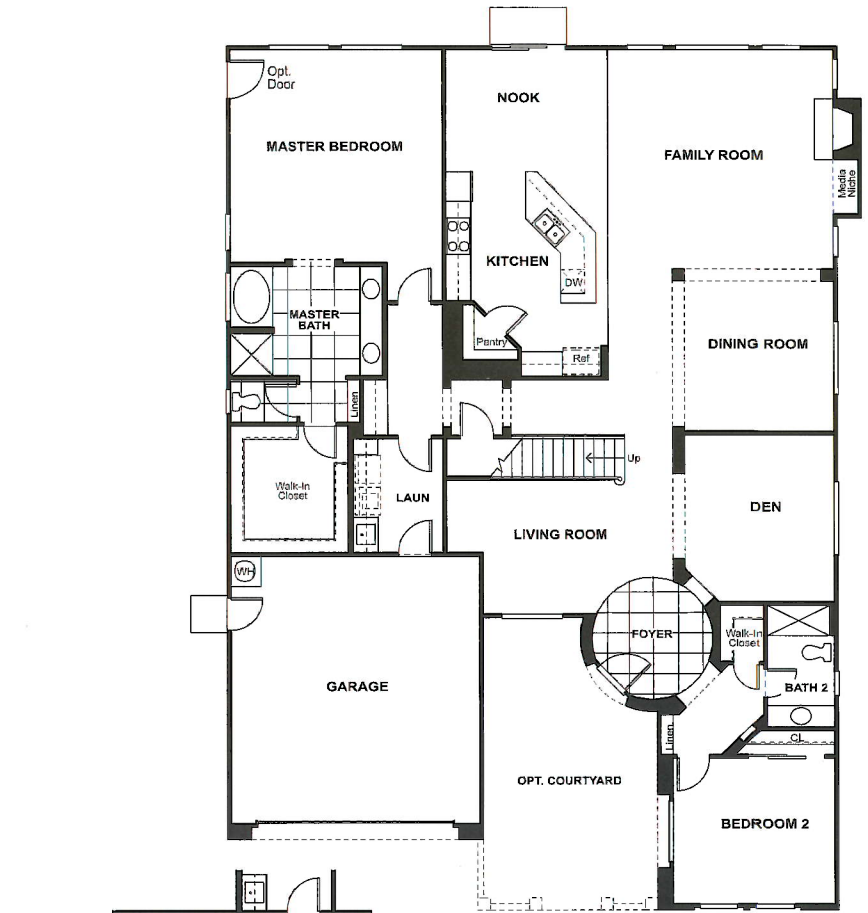 Opt.
Door
NOOK
MASTER BEDROOM
FAMILY ROOM
Media
Niche
KITCHEN
DW
MASTER
BATH
Pantry
Ref
DINING ROOM
Linen
Up
Walk-In
Closet
LAUN
DEN
LIVING ROOM
WH
FOYER
Walk-In
Closet
GARAGE
BATH 2
Linen
CL
OPT. COURTYARD
BEDROOM 2